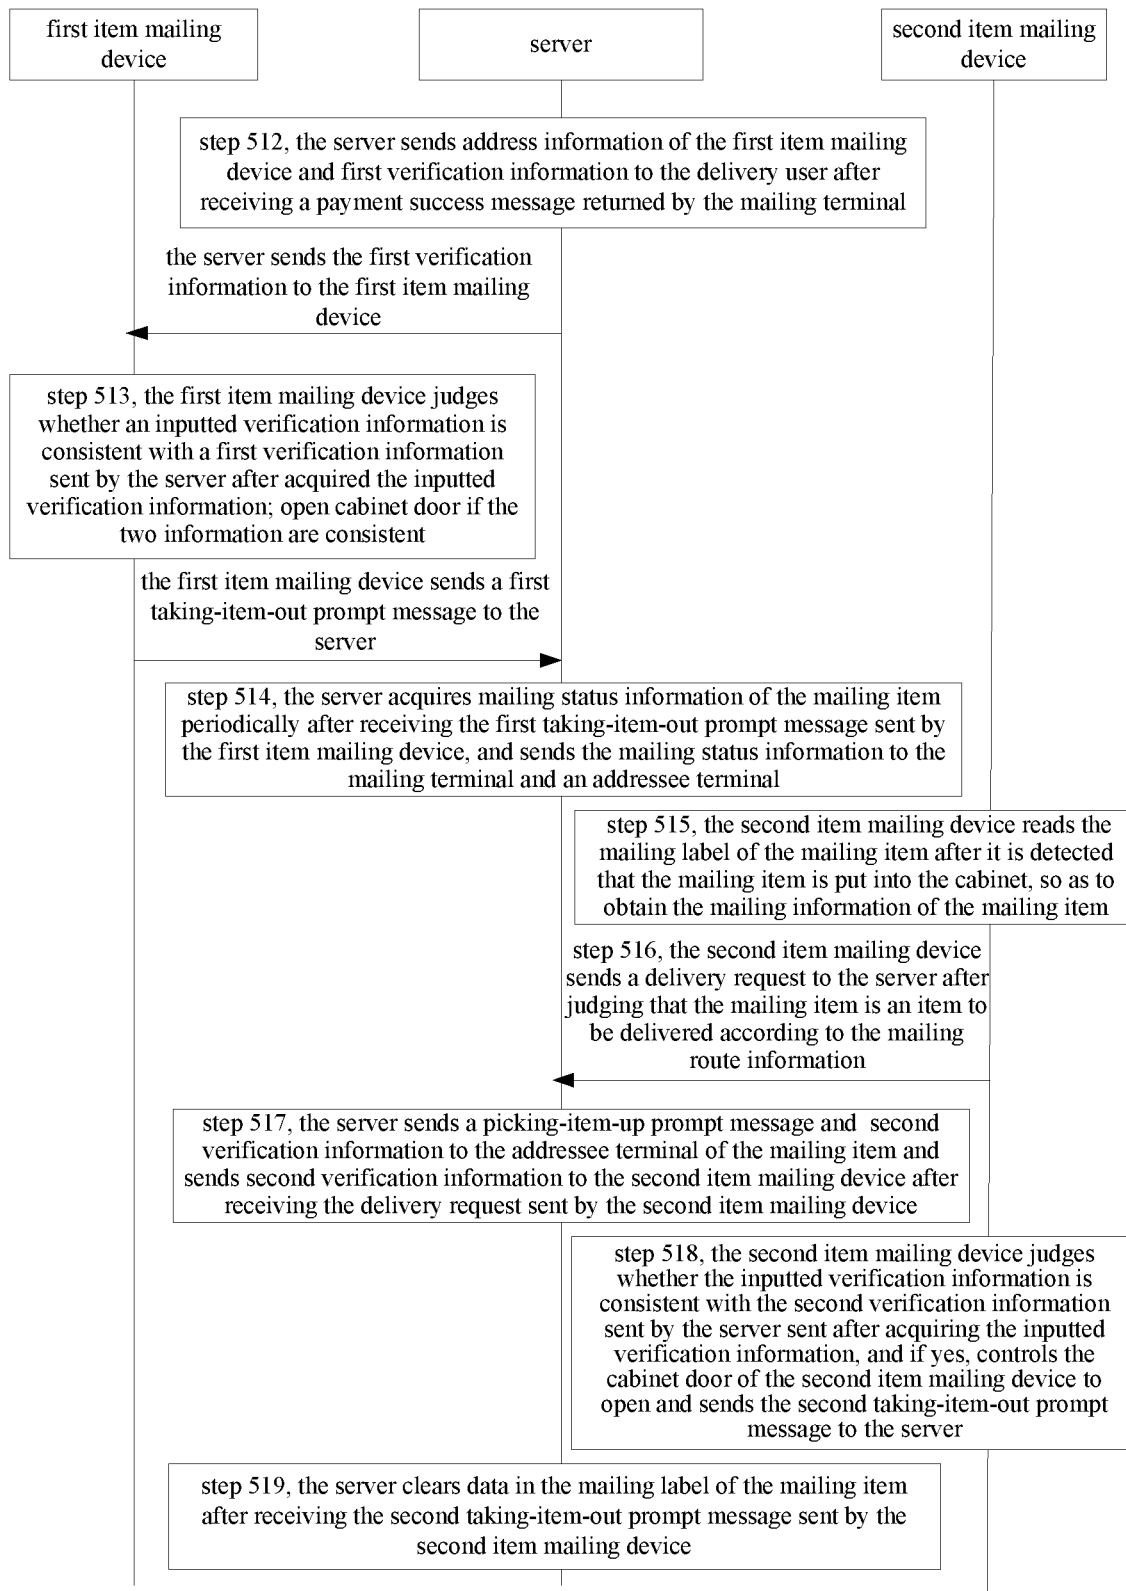 first item mailing
device
server
second item mailing
device
step 512, the server sends address information of the first item mailing
device and first verification information to the delivery user after
receiving a payment success message returned by the mailing terminal
the server sends the first verification
information to the first item mailing
device
step 513, the first item mailing device judges
whether an inputted verification information is
consistent with a first verification information
sent by the server after acquired the inputted
verification information; open cabinet door if the
two information are consistent
the first item mailing device sends a first
taking-item-out prompt message to the
server
step 514, the server acquires mailing status information of the mailing item
periodically after receiving the first taking-item-out prompt message sent by
the first item mailing device, and sends the mailing status information to the
mailing terminal and an addressee terminal
step 515, the second item mailing device reads the
mailing label of the mailing item after it is detected
that the mailing item is put into the cabinet, so as to
obtain the mailing information of the mailing item
step 516, the second item mailing device
sends a delivery request to the server after
judging that the mailing item is an item to
be delivered according to the mailing
route information
step 517, the server sends a picking-item-up prompt message and  second
verification information to the addressee terminal of the mailing item and
sends second verification information to the second item mailing device after
receiving the delivery request sent by the second item mailing device
step 518, the second item mailing device judges
whether the inputted verification information is
consistent with the second verification information
sent by the server sent after acquiring the inputted
verification information, and if yes, controls the
cabinet door of the second item mailing device to
open and sends the second taking-item-out prompt
message to the server
step 519, the server clears data in the mailing label of the mailing item
after receiving the second taking-item-out prompt message sent by the
second item mailing device